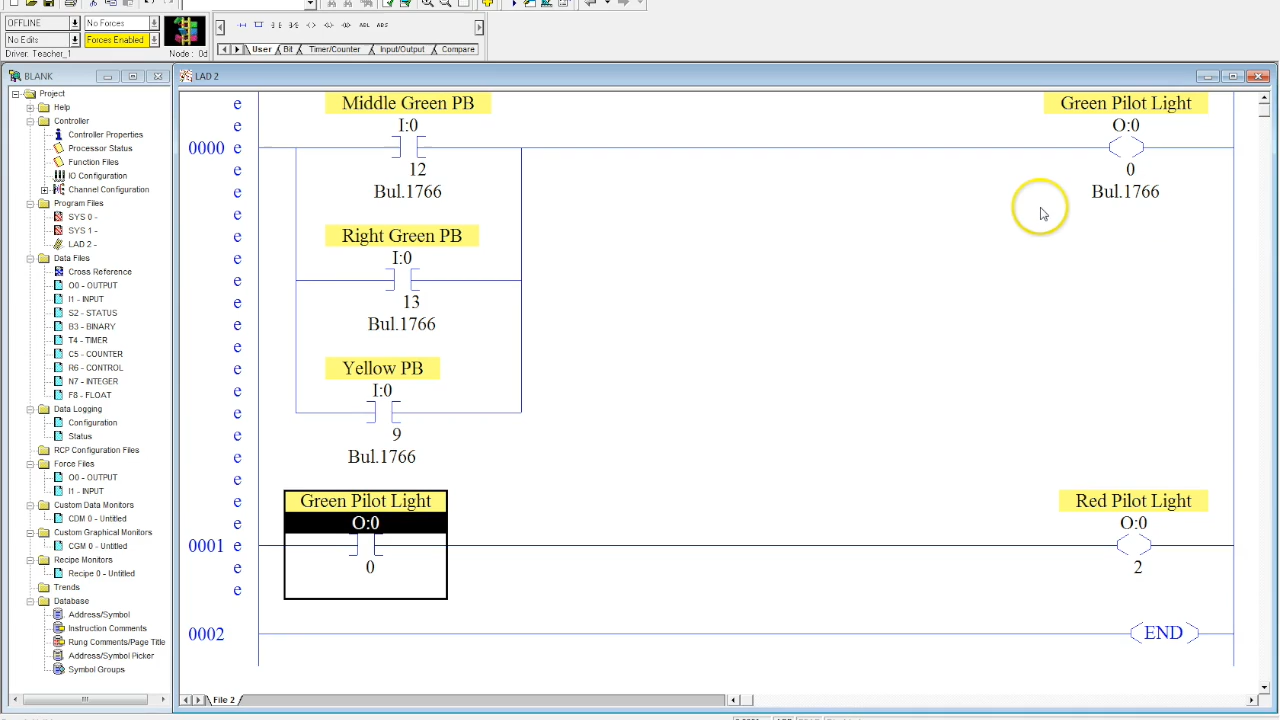 OFFLINE
No Forces
No Edits
Forces Enabled
Driver: Teacher_1
Node : 0d
User
Bit
Timer/Counter
Input/Output
Compare
BLANK
Project
Help
Controller
Controller Properties
Processor Status
Function Files
IO Configuration
Channel Configuration
Program Files
SYS 0 -
SYS 1 -
LAD 2 -
Data Files
Cross Reference
O0 - OUTPUT
I1 - INPUT
S2 - STATUS
B3 - BINARY
T4 - TIMER
C5 - COUNTER
R6 - CONTROL
N7 - INTEGER
F8 - FLOAT
Data Logging
Configuration
Status
RCP Configuration Files
Force Files
O0 - OUTPUT
I1 - INPUT
Custom Data Monitors
CDM 0 - Untitled
Custom Graphical Monitors
CGM 0 - Untitled
Recipe Monitors
Recipe 0 - Untitled
Trends
Database
Address/Symbol
Instruction Comments
Rung Comments/Page Title
Address/Symbol Picker
Symbol Groups
LAD 2
e Middle Green PB Green Pilot Light
e I:0 O:0
0000 e
e 12 0
e Bul.1766 Bul.1766
e
e Right Green PB
e I:0
e
e 13
e Bul.1766
e
e Yellow PB
e I:0
e
e 9
e Bul.1766
e
e Green Pilot Light Red Pilot Light
e O:0 O:0
0001 e
e 0 2
e
0002 END
File 2